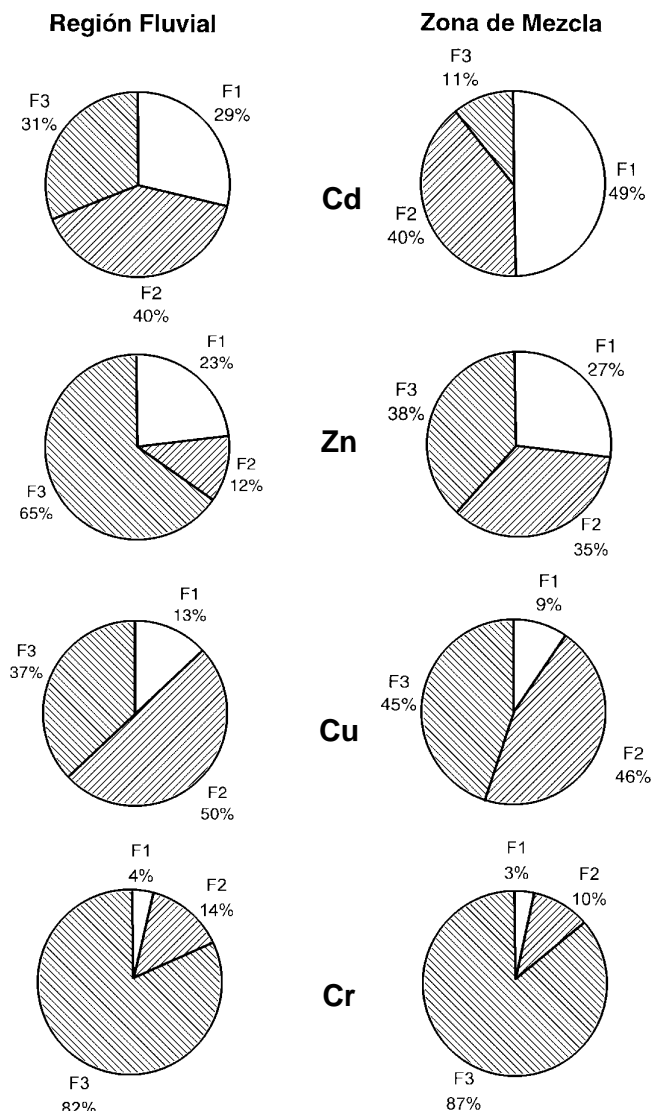 Región Fluvial
Zona de Mezcla
F1
29%
F3
31%
F2
40%
Cd
F3
11%
F1
49%
F2
40%
F1
23%
F2
12%
F3
65%
Zn
F1
27%
F3
38%
F2
35%
F1
13%
F3
37%
F2
50%
Cu
F1
9%
F3
45%
F2
46%
F1
4%
F2
14%
F3
82%
Cr
F1
3%
F2
10%
F3
87%